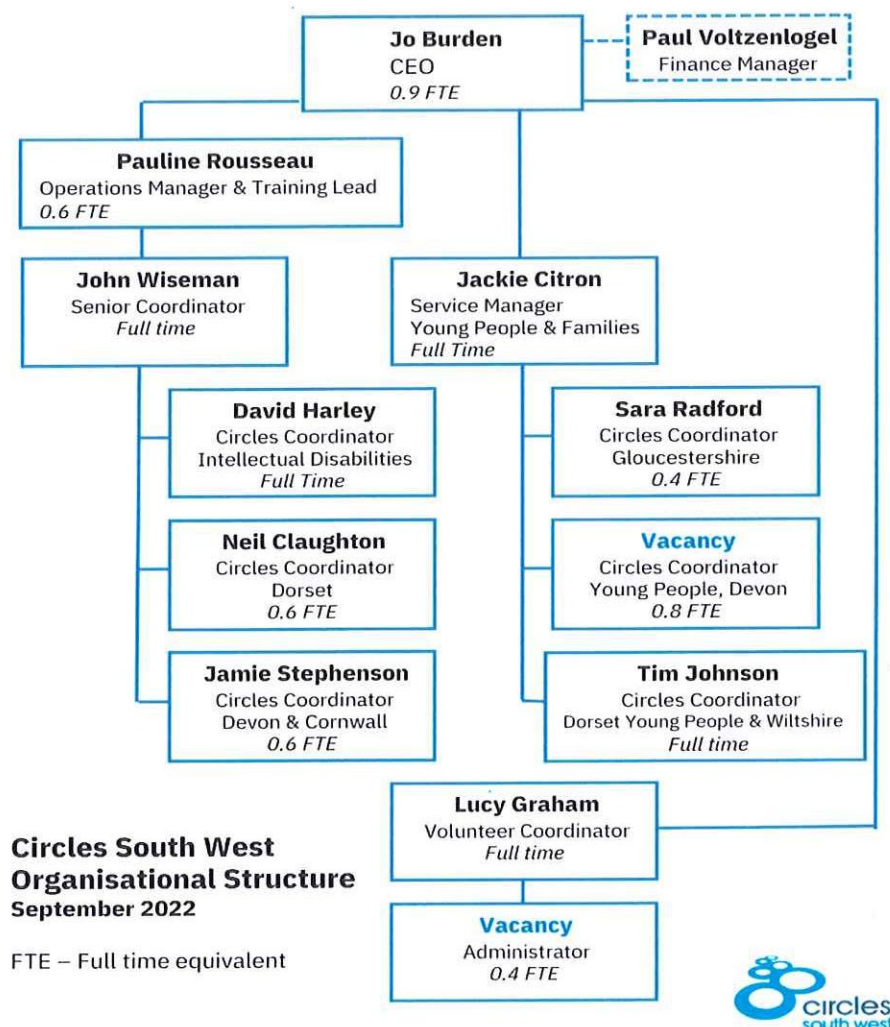 Jo Burden
CEO
0.9 FTE
Paul Voltzenlogel
Finance Manager
Pauline Rousseau
Operations Manager & Training Lead
0.6 FTE
John Wiseman
Senior Coordinator
Full time
Jackie Citron
Service Manager
Young People & Families
Full Time
David Harley
Circles Coordinator
Intellectual Disabilities
Full Time
Sara Radford
Circles Coordinator
Gloucestershire
0.4 FTE
Neil Claughton
Circles Coordinator
Dorset
0.6 FTE
Vacancy
Circles Coordinator
Young People, Devon
0.8 FTE
Jamie Stephenson
Circles Coordinator
Devon & Cornwall
0.6 FTE
Tim Johnson
Circles Coordinator
Dorset Young People & Wiltshire
Full time
Lucy Graham
Volunteer Coordinator
Full time
Vacancy
Administrator
0.4 FTE
Circles South West
Organisational Structure
September 2022
FTE – Full time equivalent
circles
south west